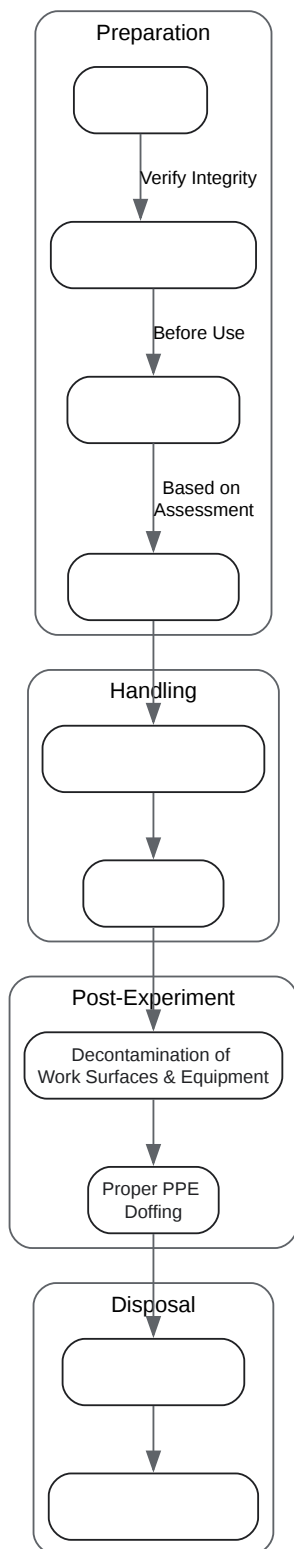 Preparation
Verify Integrity
Before Use
Based on
Assessment
Handling
Post-Experiment
Decontamination of
Work Surfaces & Equipment
Proper PPE
Doffing
Disposal